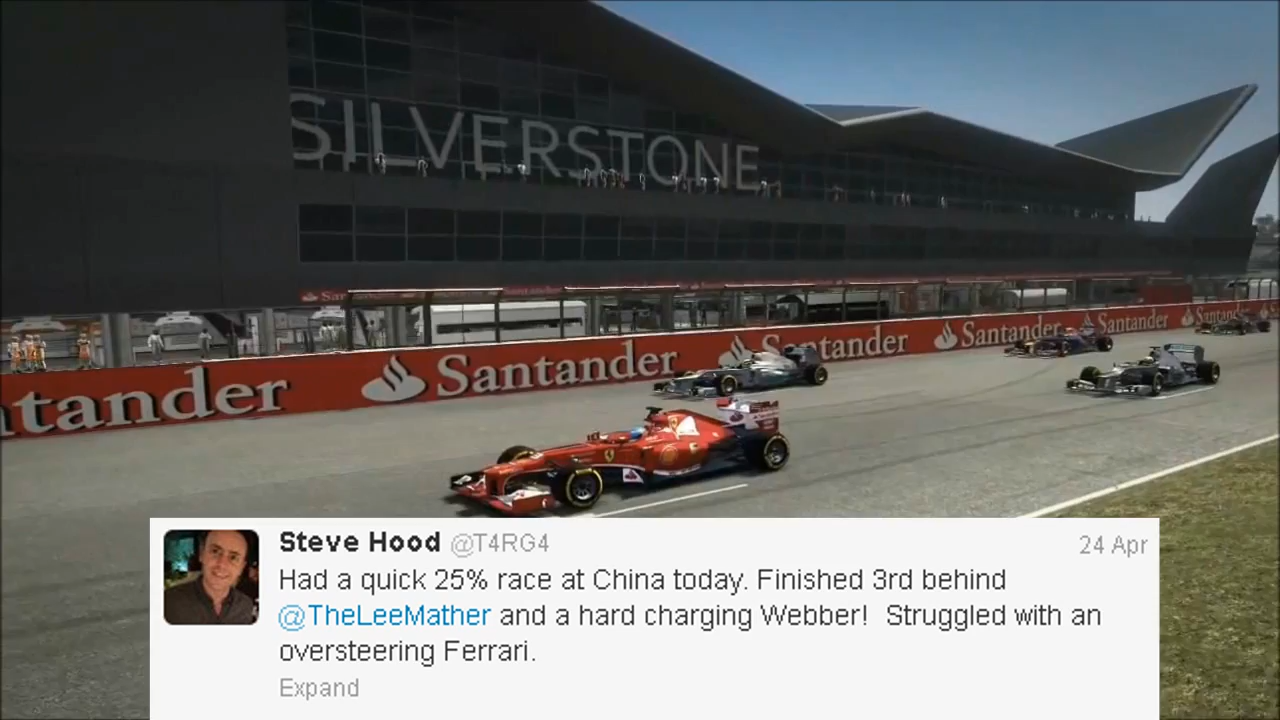 SILVERSTONE
Santander
Santander
Santander
Santander
Santander
Santander
Steve Hood @T4RG4
24 Apr
Had a quick 25% race at China today. Finished 3rd behind
@TheLeeMather and a hard charging Webber!  Struggled with an
oversteering Ferrari.
Expand